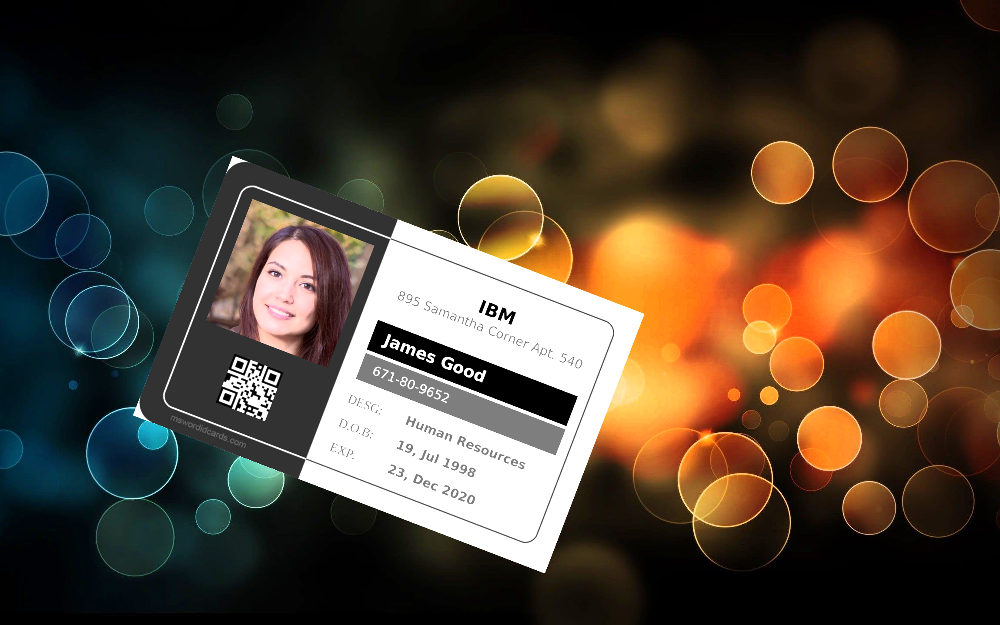 IBM
895 Samantha Corner Apt. 540
James Good
671-80-9652
DESG: Human Resources
D.O.B: 19, Jul 1998
EXP. 23, Dec 2020
mswordidcards.com